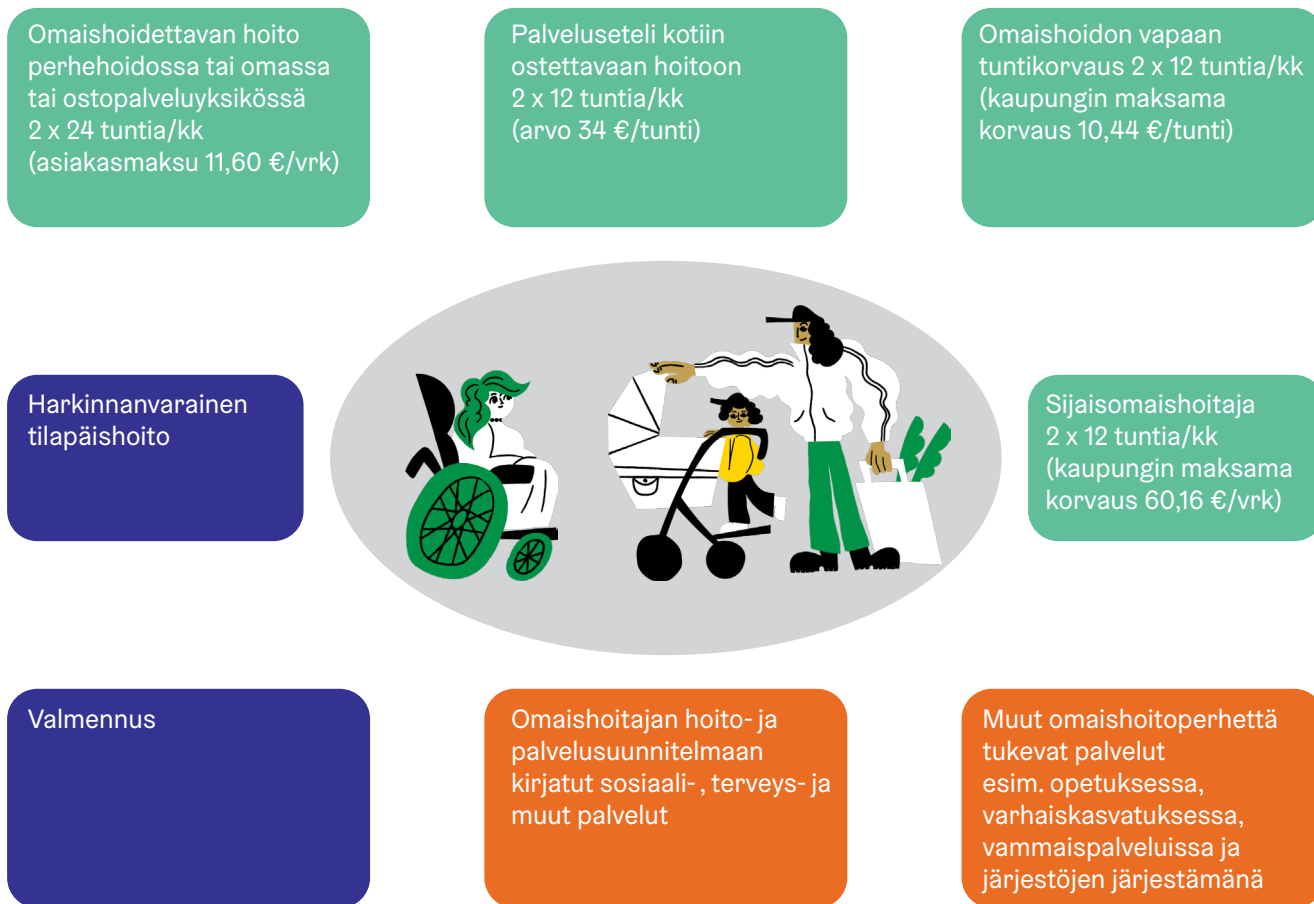 Omaishoidettavan hoito
perhehoidossa tai omassa
tai ostopalveluyksikössä
2 x 24 tuntia/kk
(asiakasmaksu 11,60 €/vrk)
Palveluseteli kotiin
ostettavaan hoitoon
2 x 12 tuntia/kk
(arvo 34 €/tunti)
Omaishoidon vapaan
tuntikorvaus 2 x 12 tuntia/kk
(kaupungin maksama
korvaus 10,44 €/tunti)
Harkinnanvarainen
tilapäishoito
Sijaisomaishoitaja
2 x 12 tuntia/kk
(kaupungin maksama
korvaus 60,16 €/vrk)
Valmennus
Omaishoitajan hoito- ja
palvelusuunnitelmaan
kirjatut sosiaali- , terveys- ja
muut palvelut
Muut omaishoitoperhettä
tukevat palvelut
esim. opetuksessa,
varhaiskasvatuksessa,
vammaispalveluissa ja
järjestöjen järjestämänä